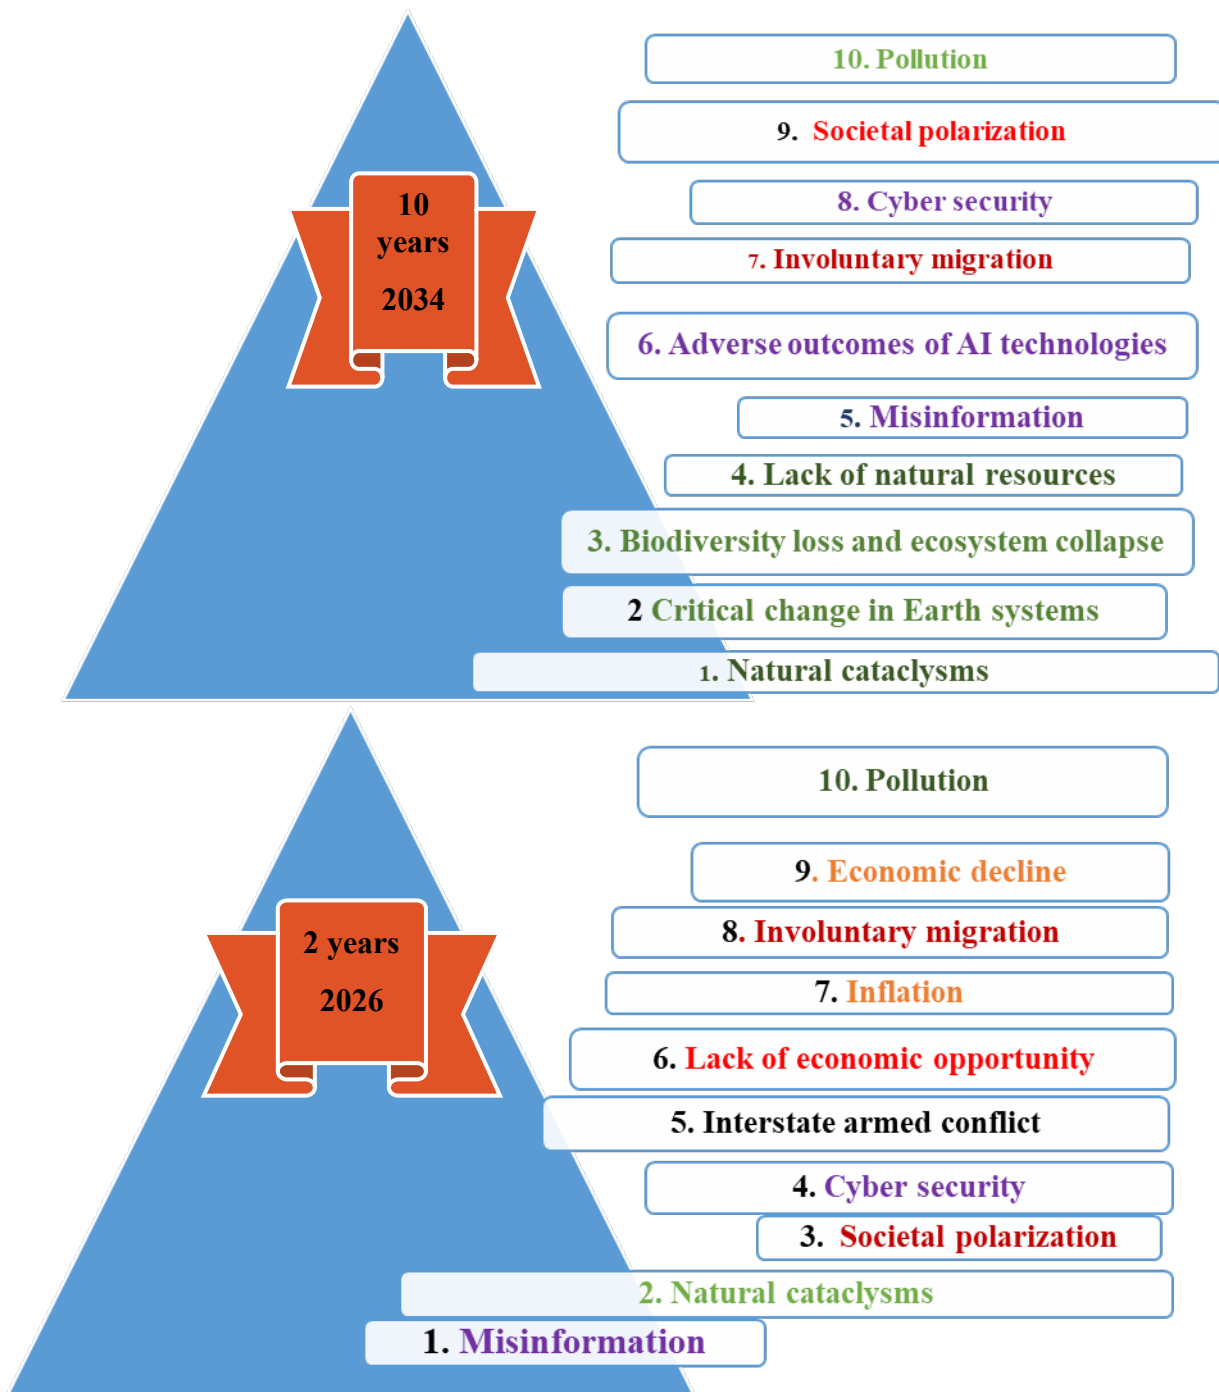 10. Pollution
9. Societal polarization
10
years
2034
8. Cyber security
7. Involuntary migration
6. Adverse outcomes of AI technologies
5. Misinformation
4. Lack of natural resources
3. Biodiversity loss and ecosystem collapse
2 Critical change in Earth systems
1. Natural cataclysms
10. Pollution
9. Economic decline
2 years
2026
8. Involuntary migration
7. Inflation
6. Lack of economic opportunity
5. Interstate armed conflict
4. Cyber security
3. Societal polarization
2. Natural cataclysms
1. Misinformation